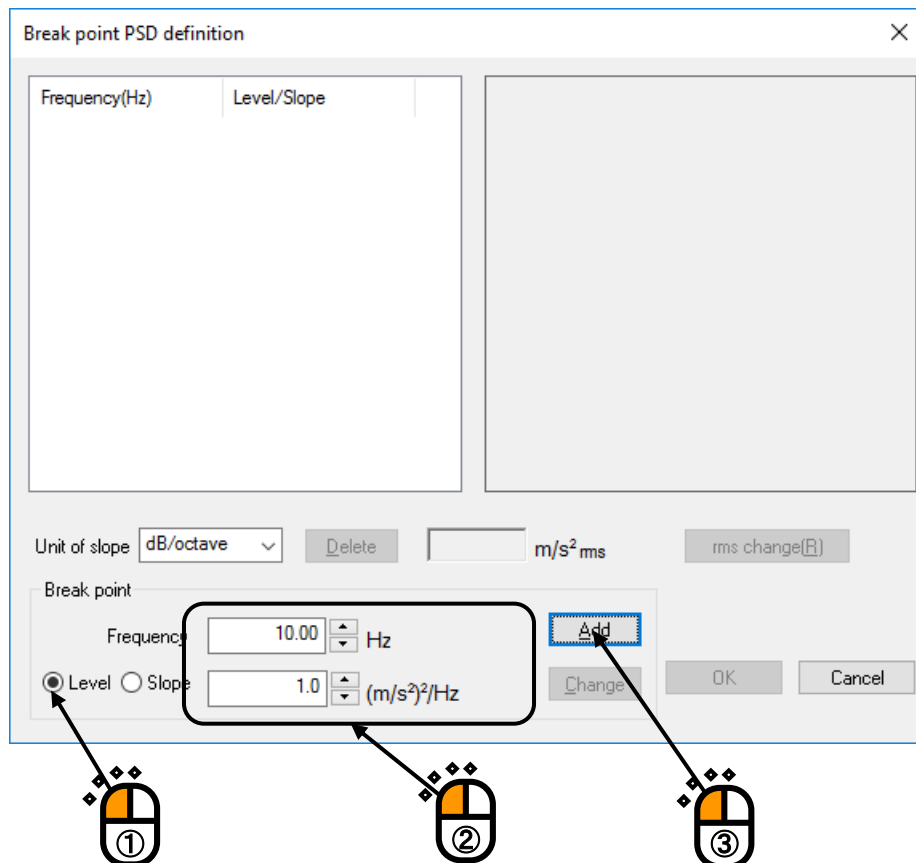 Break point PSD definition
Frequency(Hz) Level/Slope
Unit of slope dB/octave Delete m/s² rms rms change(R)
Break point
Frequency 10.00 Hz Add
Level Slope 1.0 (m/s²)²/Hz Change OK Cancel
① ② ③